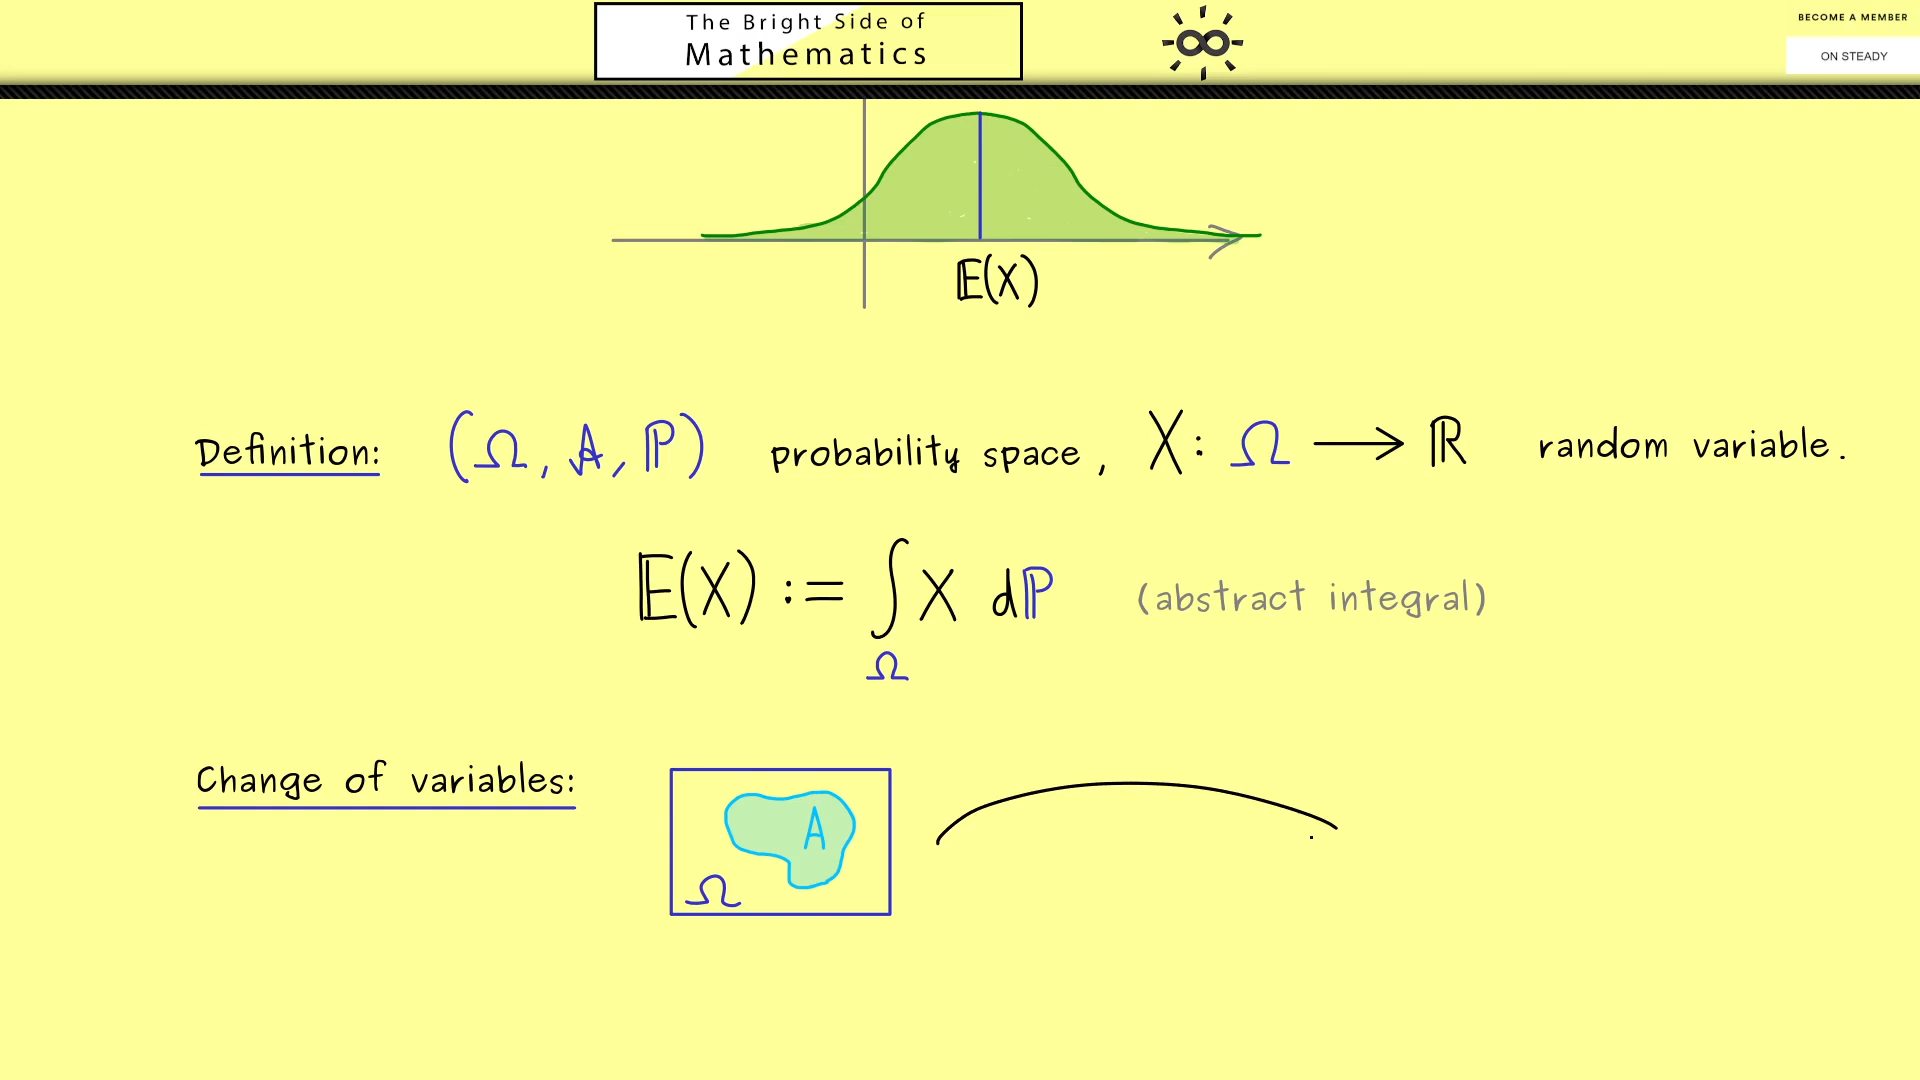 The Bright Side of
Mathematics
BECOME A MEMBER
ON STEADY
𝔼(X)
Definition: (Ω, 𝒜, ℙ) probability space, X: Ω ⟶ ℝ random variable.
𝔼(X) := ∫ X dℙ (abstract integral)
Ω
Change of variables:
A
Ω